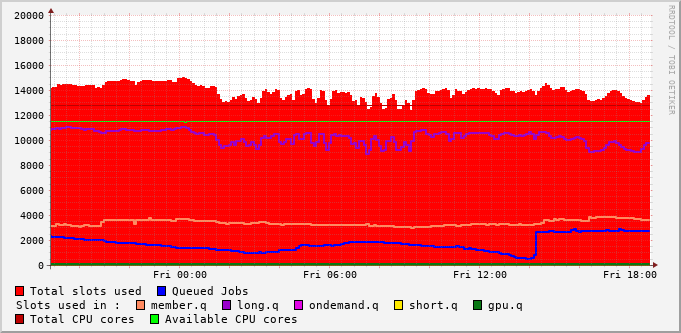 RRDTOOL / TOBI OETIKER
20000
18000
16000
14000
12000
10000
8000
6000
4000
2000
0
Fri 00:00 Fri 06:00 Fri 12:00 Fri 18:00
Total slots used Queued Jobs
Slots used in : member.q long.q ondemand.q short.q gpu.q
Total CPU cores Available CPU cores